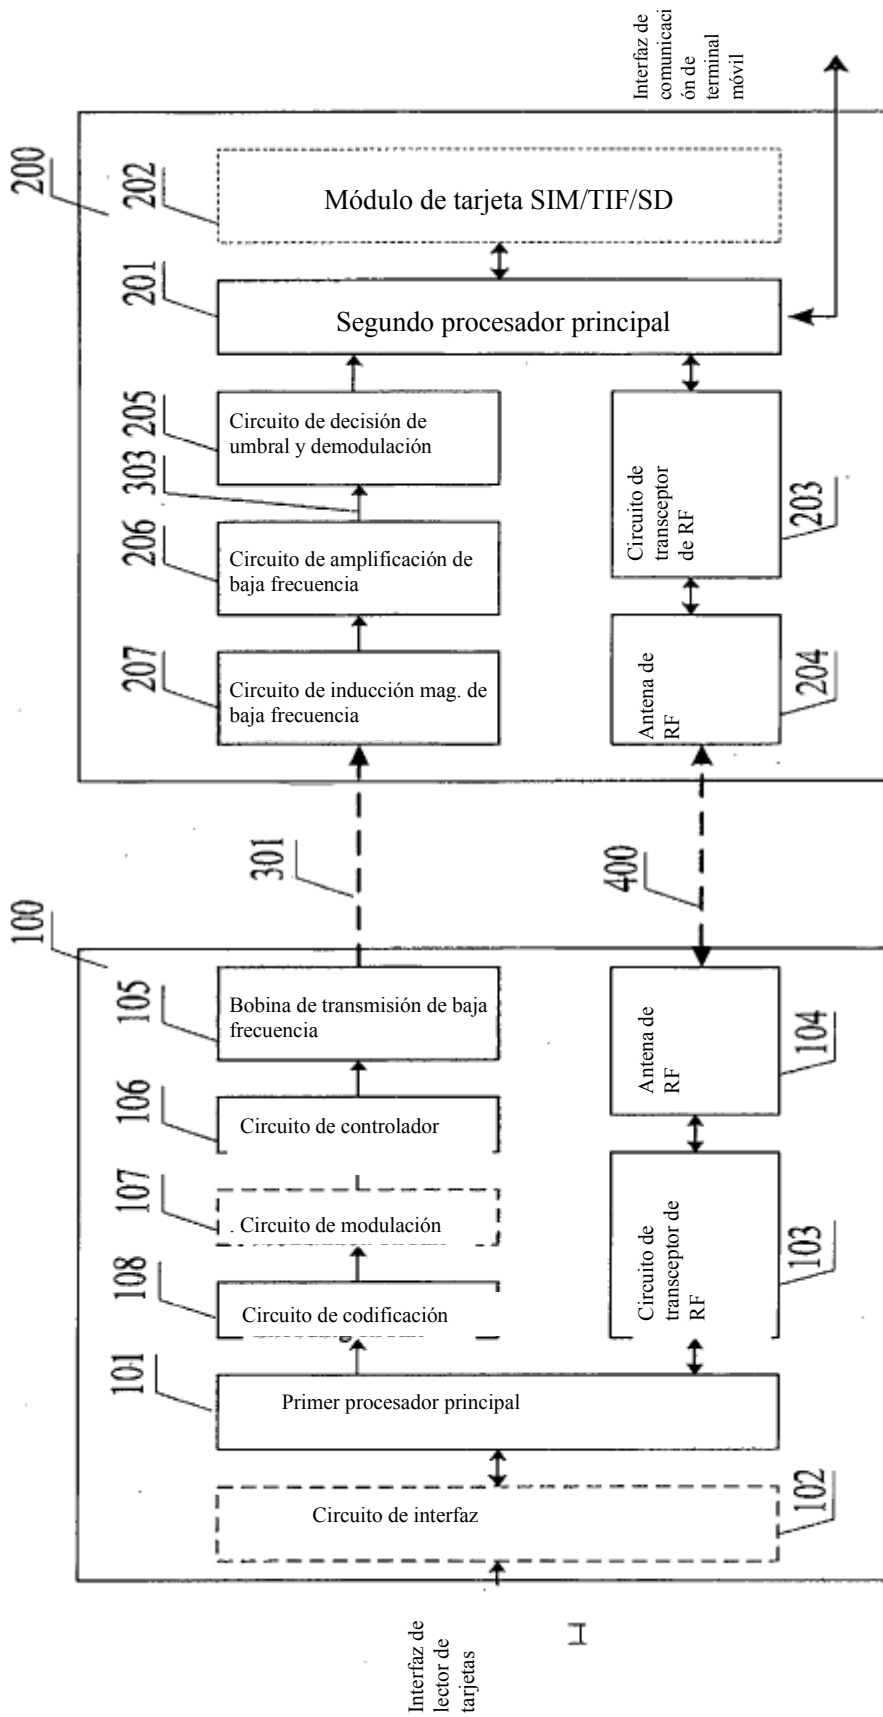 200
202
201
205
303
206
207
Módulo de tarjeta SIM/TIF/SD
Segundo procesador principal
Circuito de decisión de
umbral y demodulación
Circuito de amplificación de
baja frecuencia
Circuito de inducción mag. de
baja frecuencia
Interfaz de
comunicaci
ón de
terminal
móvil
Circuito de
transceptor
de RF
203
Antena de
RF
204
301
400
100
105
106
107
108
101
Bobina de transmisión de baja
frecuencia
Circuito de controlador
. Circuito de modulación
Circuito de codificación
Primer procesador principal
Circuito de interfaz
Antena de
RF
104
Circuito de
transceptor de
RF
103
102
Interfaz de
lector de
tarjetas